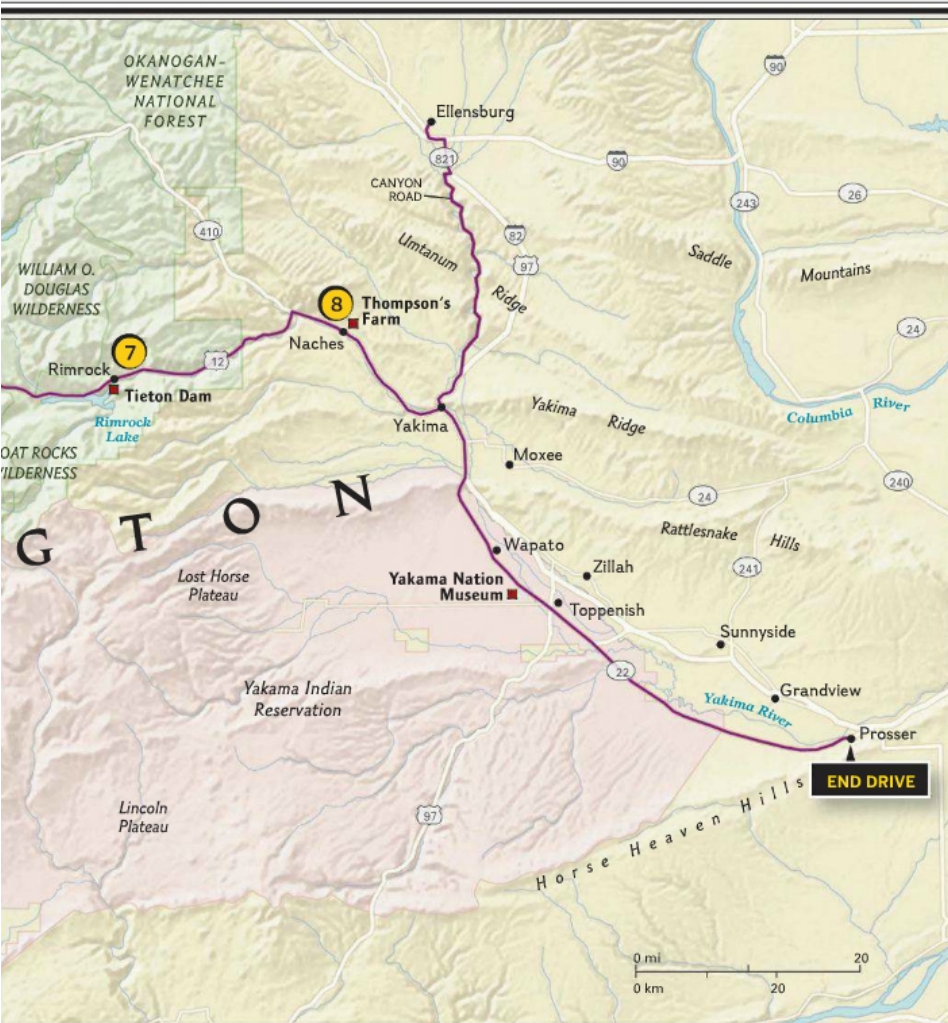 OKANOGAN-
WENATCHEE
NATIONAL
FOREST
90
Ellensburg
821
90
CANYON
ROAD
243
26
410
82
Umtanum
97
Saddle
Mountains
WILLIAM O.
DOUGLAS
WILDERNESS
Ridge
8
Thompson's
Farm
24
Naches
7
12
Rimrock
Tieton Dam
Rimrock
Lake
Yakima
Yakima
Ridge
Columbia
River
OAT ROCKS
ILDERNESS
Moxee
240
24
G T O N
Rattlesnake
Hills
Wapato
241
Zillah
Lost Horse
Plateau
Yakama Nation
Museum
Toppenish
Sunnyside
22
Yakama Indian
Reservation
Grandview
Yakima River
Prosser
END DRIVE
Lincoln
Plateau
97
Horse Heaven Hills
0 mi 20
0 km 20